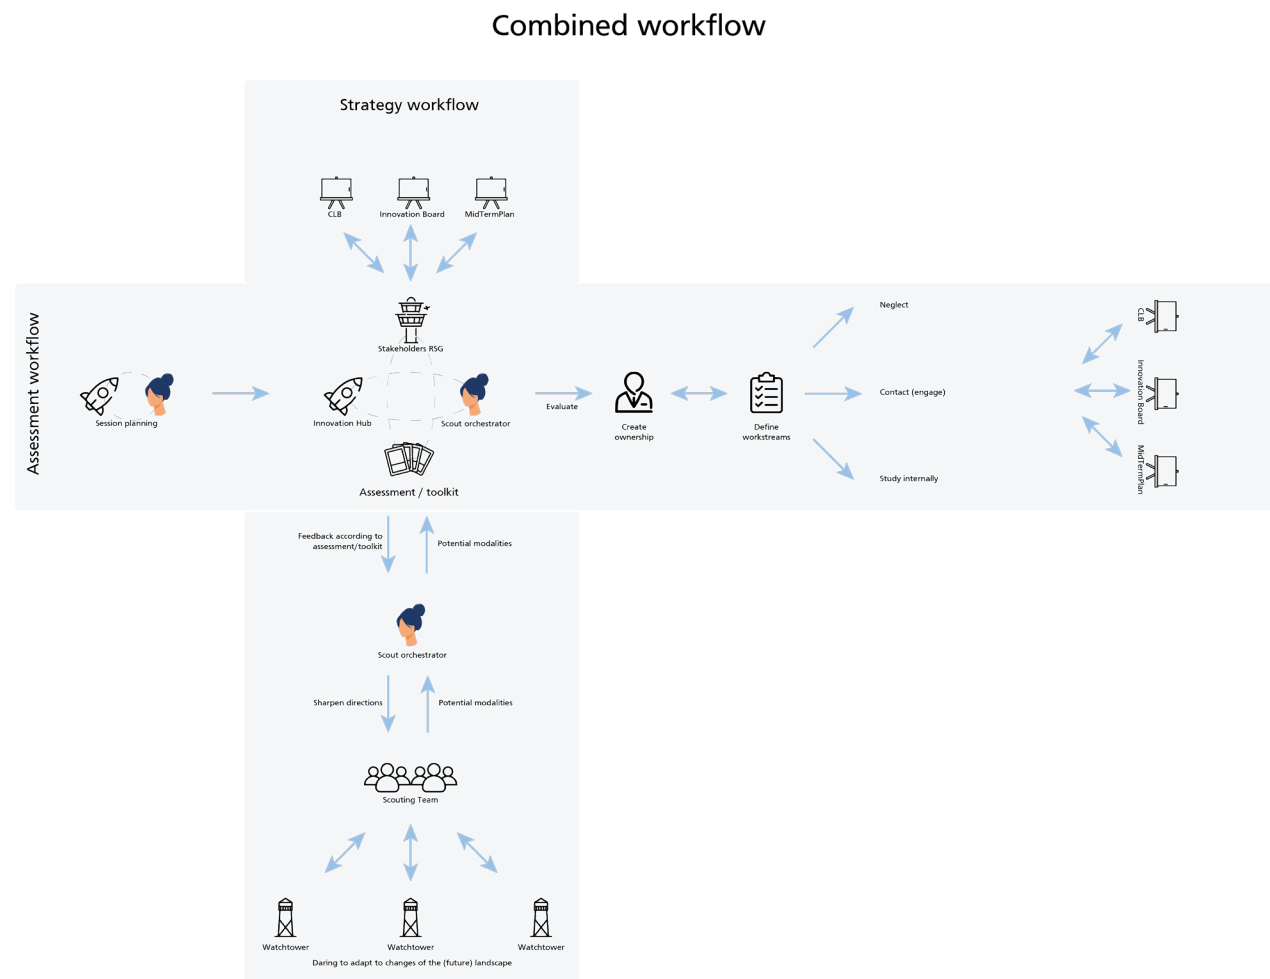 Combined workflow
Strategy workflow
CLB
Innovation Board
MidTermPlan
Assessment workflow
Stakeholders R5G
Session planning
Innovation Hub
Scout orchestrator
Assessment / toolkit
Evaluate
Create
ownership
Define
workstreams
Neglect
Contact (engage)
Study internally
CLB
Innovation Board
MidTermPlan
Feedback according to
assessment/toolkit
Potential modalities
Scout orchestrator
Sharpen directions
Potential modalities
Scouting Team
Watchtower
Watchtower
Watchtower
Daring to adapt to changes of the (future) landscape